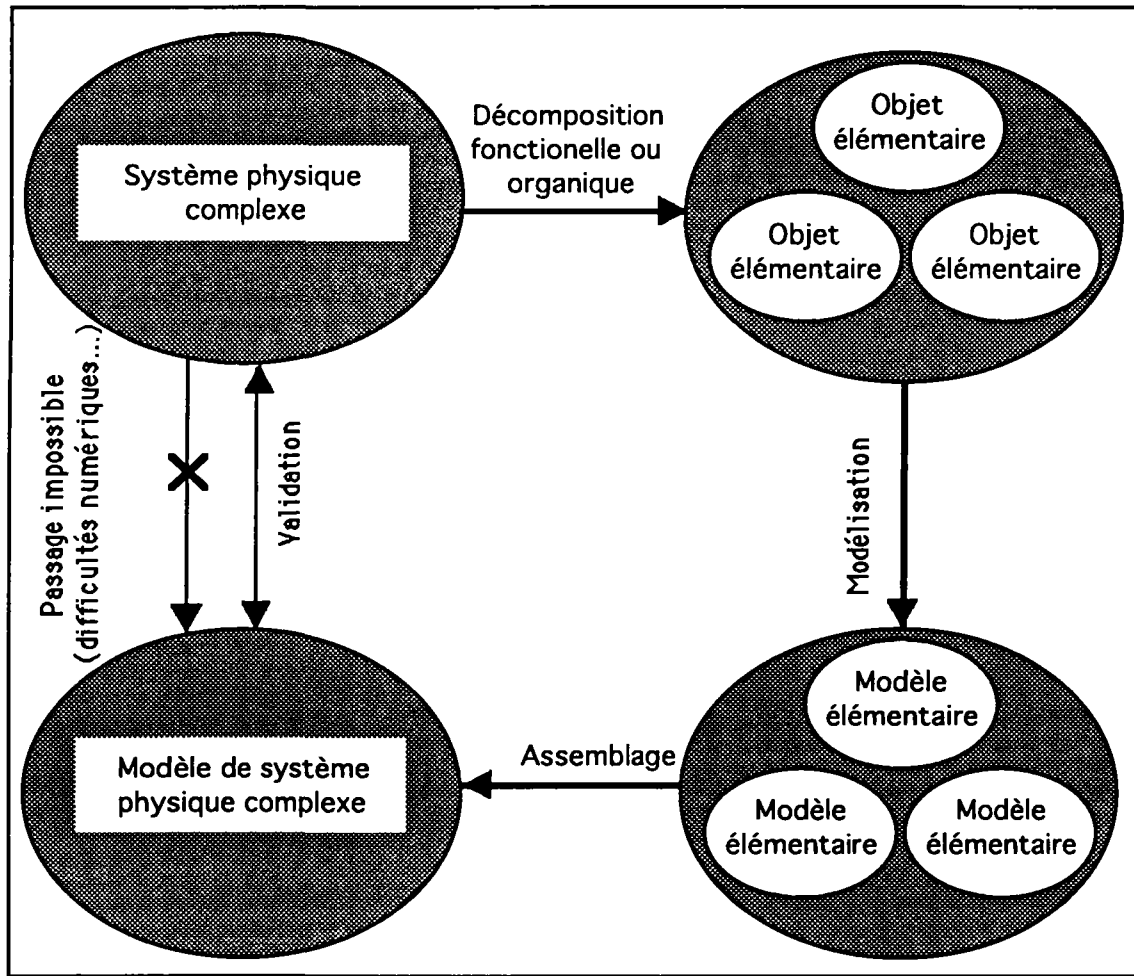 Système physique
complexe
Décomposition
fonctionelle ou
organique
Objet
élémentaire
Objet
élémentaire
Objet
élémentaire
Passage impossible
(difficultés numériques...)
Validation
Modélisation
Modèle de système
physique complexe
Assemblage
Modèle
élémentaire
Modèle
élémentaire
Modèle
élémentaire